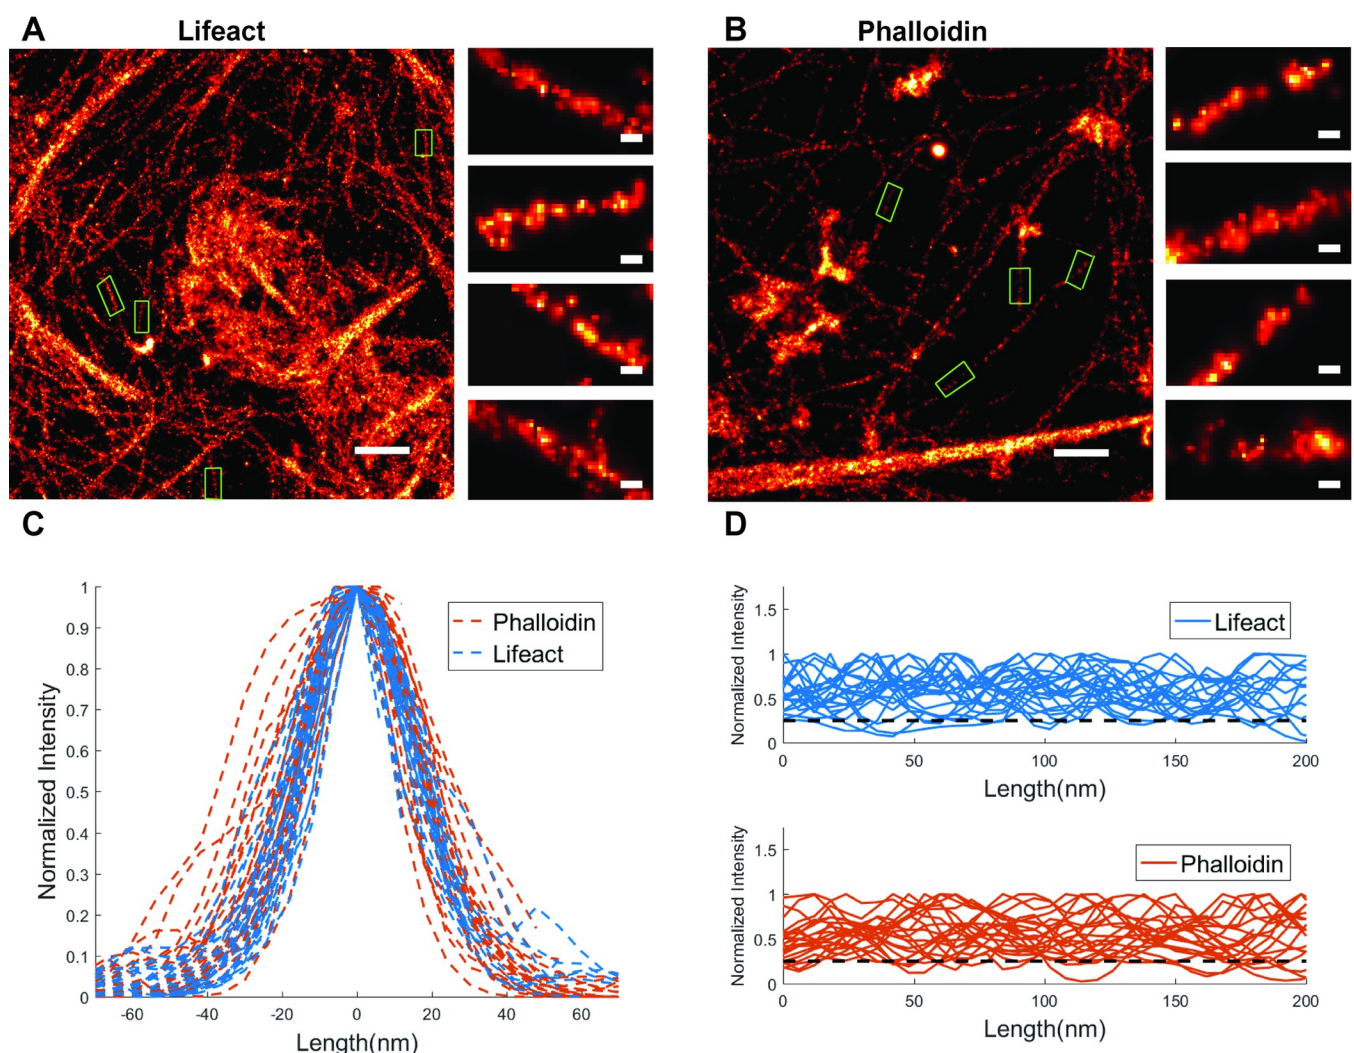 A
Lifeact
B
Phalloidin
C
Normalized Intensity
1
0.9
0.8
0.7
0.6
0.5
0.4
0.3
0.2
0.1
0
-60
-40
-20
0
20
40
60
Length(nm)
Phalloidin
Lifeact
D
Normalized Intensity
1.5
1
0.5
0
0
50
100
150
200
Length(nm)
Lifeact
Normalized Intensity
1.5
1
0.5
0
0
50
100
150
200
Length(nm)
Phalloidin